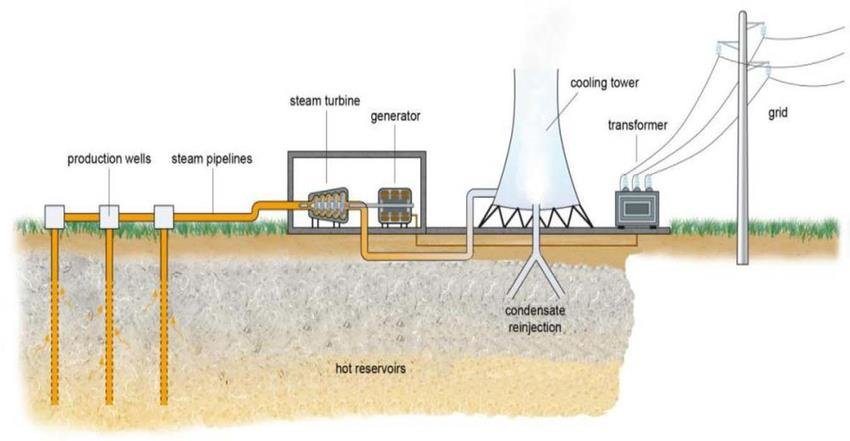 cooling tower
steam turbine
generator
grid
transformer
production wells
steam pipelines
condensate
reinjection
hot reservoirs